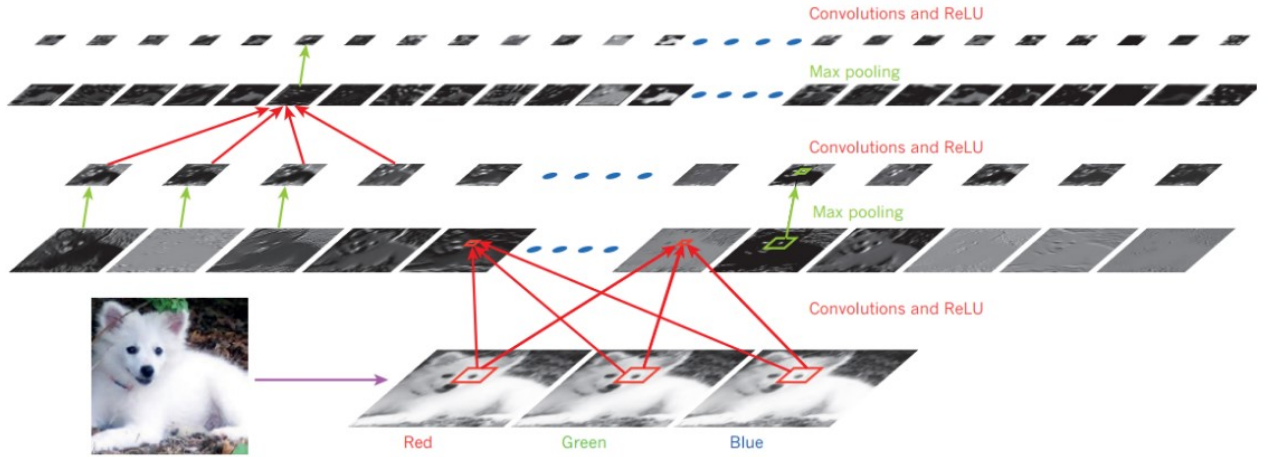 Convolutions and ReLU
Max pooling
Convolutions and ReLU
Max pooling
Convolutions and ReLU
Red
Green
Blue